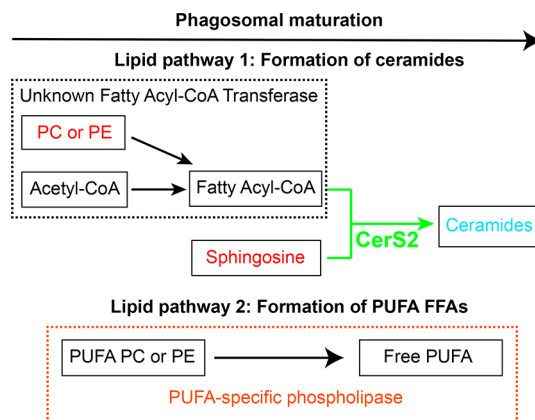 Phagosomal maturation
Lipid pathway 1: Formation of ceramides
Unknown Fatty Acyl-CoA Transferase
PC or PE
Acetyl-CoA
Fatty Acyl-CoA
Ceramides
CerS2
Sphingosine
Lipid pathway 2: Formation of PUFA FFAs
PUFA PC or PE
Free PUFA
PUFA-specific phospholipase